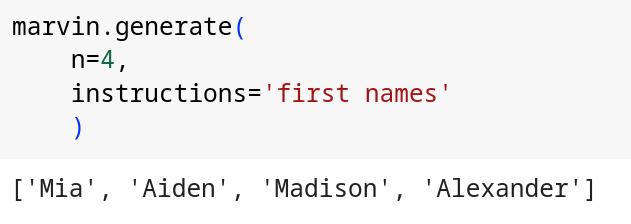 marvin.generate(
    n=4,
    instructions='first names'
    )
['Mia', 'Aiden', 'Madison', 'Alexander']